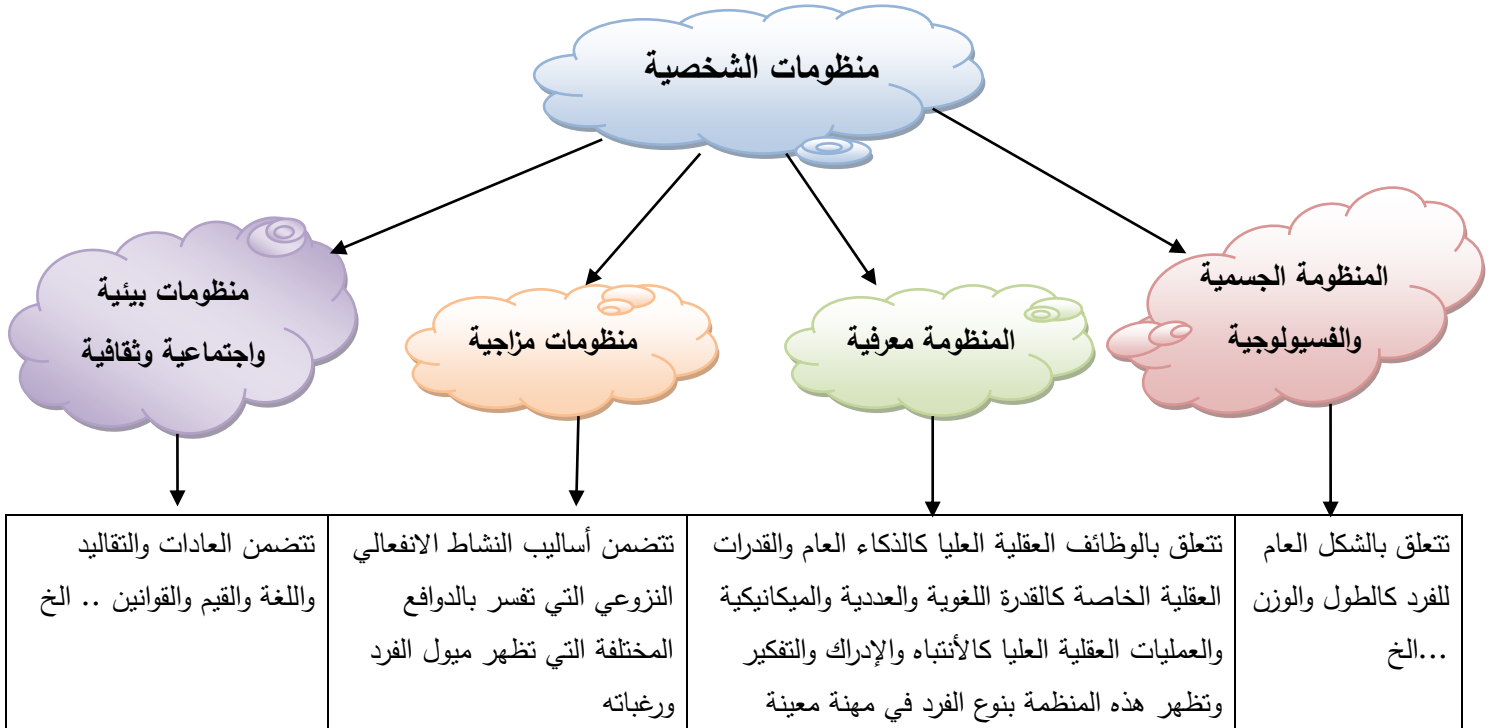 منظومات الشخصية
المنظومة الجسمية
والفسيولوجية
المنظومة معرفية
منظومات مزاجية
منظومات بيئية
واجتماعية وثقافية
تتعلق بالشكل العام
للفرد كالطول والوزن
...الخ
تتعلق بالوظائف العقلية العليا كالذكاء العام والقدرات
العقلية الخاصة كالقدرة اللغوية والعددية والميكانيكية
والعمليات العقلية العليا كالأنتباه والإدراك والتفكير
وتظهر هذه المنظمة بنوع الفرد في مهنة معينة
تتضمن أساليب النشاط الانفعالي
النزوعي التي تفسر بالدوافع
المختلفة التي تظهر ميول الفرد
ورغباته
تتضمن العادات والتقاليد
واللغة والقيم والقوانين .. الخ